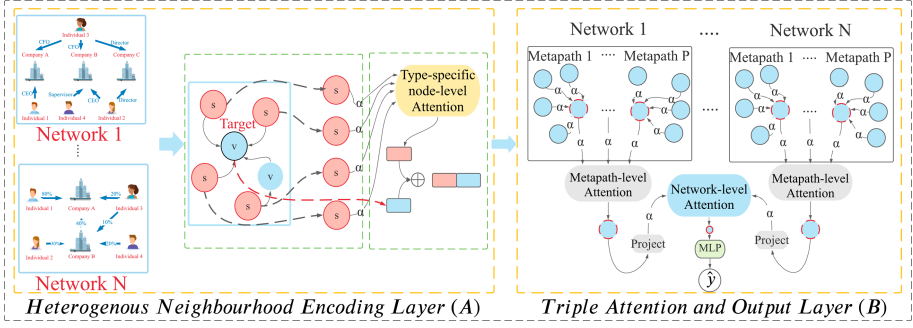 Individual 3
CFO
Director
CFO
Company A
Company B
Company C
CEO
Supervisor
CEO
Director
Individual 1
Individual 4
Individual 2
Network 1
Individual 1
80%
Company A
20%
Individual 3
40%
10%
Individual 2
Company B
Individual 4
Network N
s
s
Target
v
s
v
s
s
s
s
s
s
α
α
α
α
Type-specific
node-level
Attention
Heterogenous Neighbourhood Encoding Layer (A)
Network 1
....
Network N
Metapath 1
....
Metapath P
Metapath 1
....
Metapath P
α
α
α
α
α
α
α
α
α
α
α
α
....
....
....
α
α
α
α
Metapath-level
Attention
Network-level
Attention
Metapath-level
Attention
α
α
Project
Project
MLP
ŷ
Triple Attention and Output Layer (B)